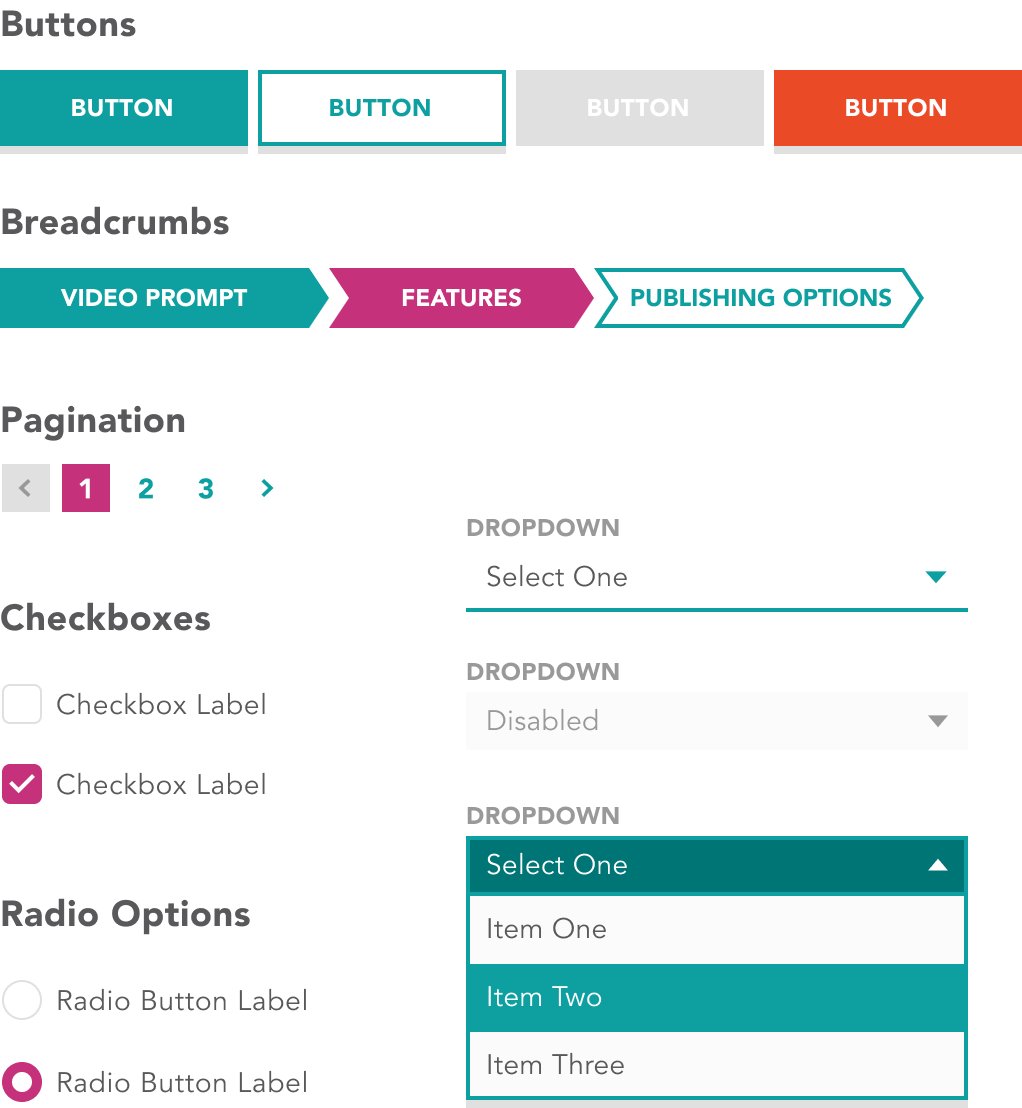 Buttons
BUTTON BUTTON BUTTON BUTTON
Breadcrumbs
VIDEO PROMPT FEATURES PUBLISHING OPTIONS
Pagination
1 2 3
Checkboxes
Checkbox Label
Checkbox Label
Radio Options
Radio Button Label
Radio Button Label
DROPDOWN
Select One
DROPDOWN
Disabled
DROPDOWN
Select One
Item One
Item Two
Item Three